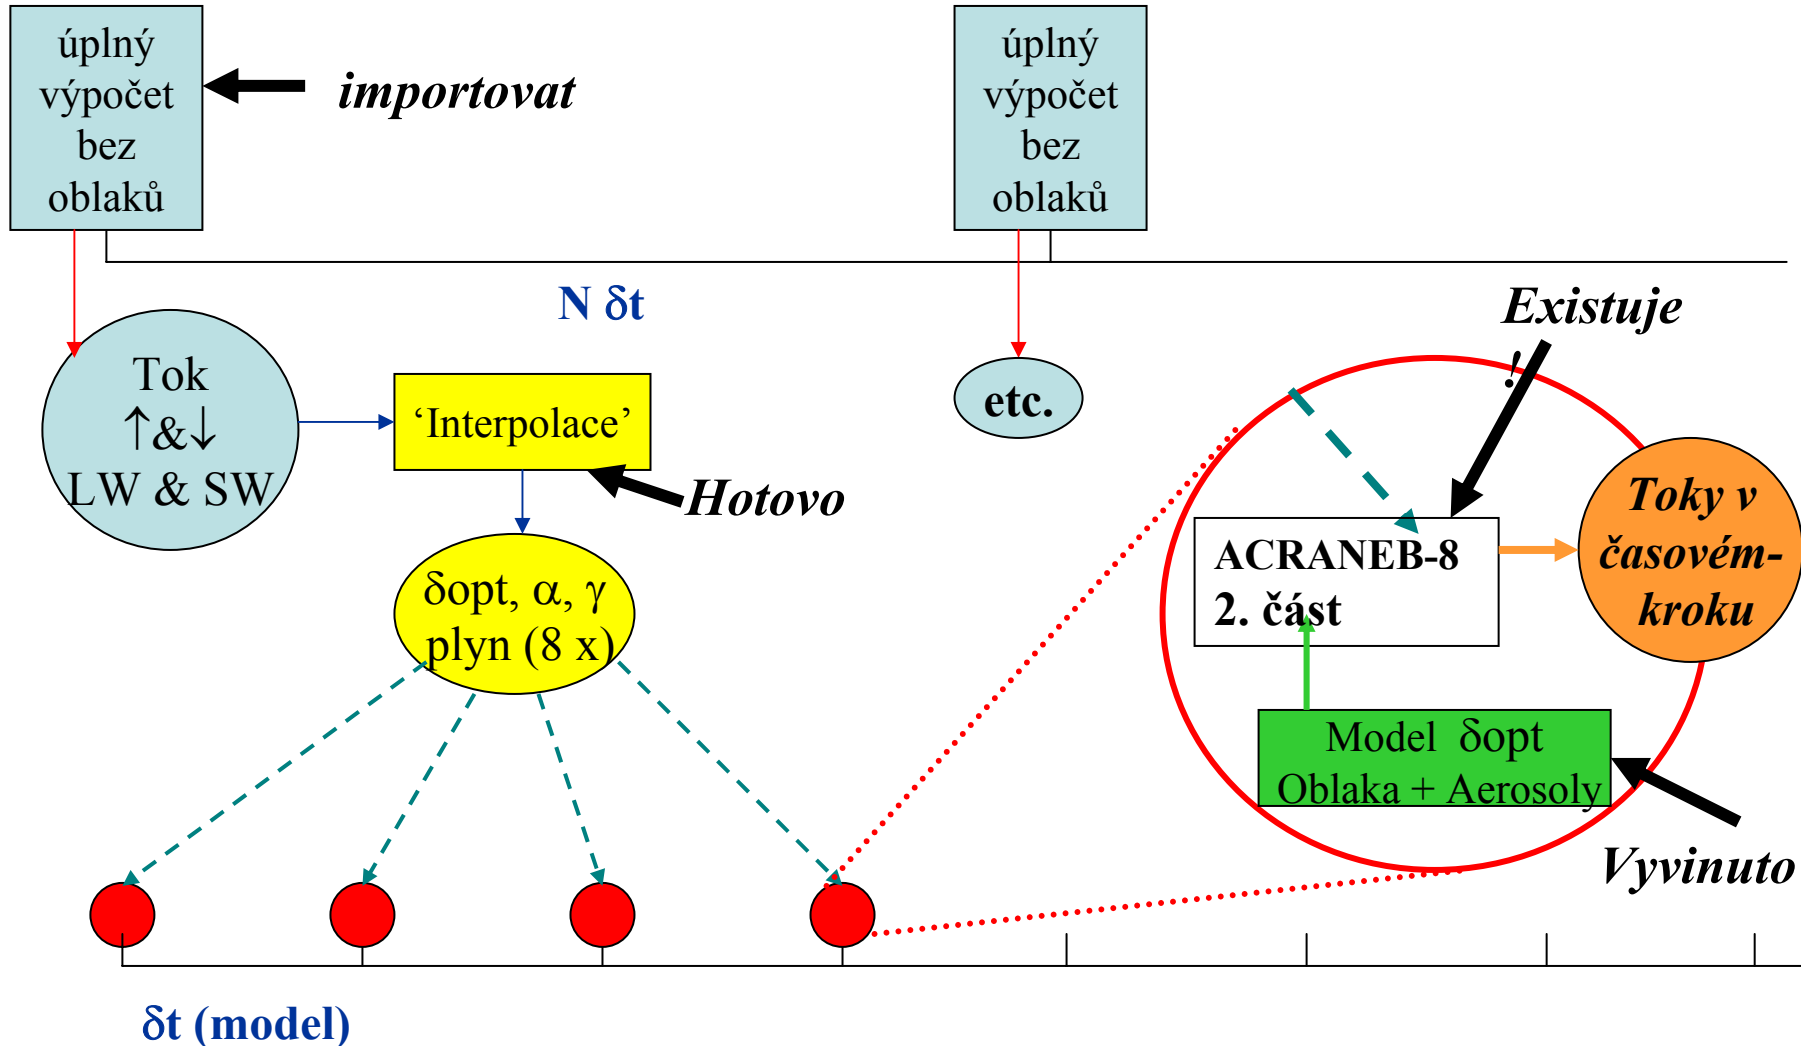 úplný
výpočet
bez
oblaků
importovat
úplný
výpočet
bez
oblaků
N δt
Existuje
!
Tok
↑&↓
LW & SW
‘Interpolace’
etc.
Hotovo
δopt, α, γ
plyn (8 x)
ACRANEB-8
2. část
Toky v
časovém-
kroku
Model δopt
Oblaka + Aerosoly
Vyvinuto
δt (model)